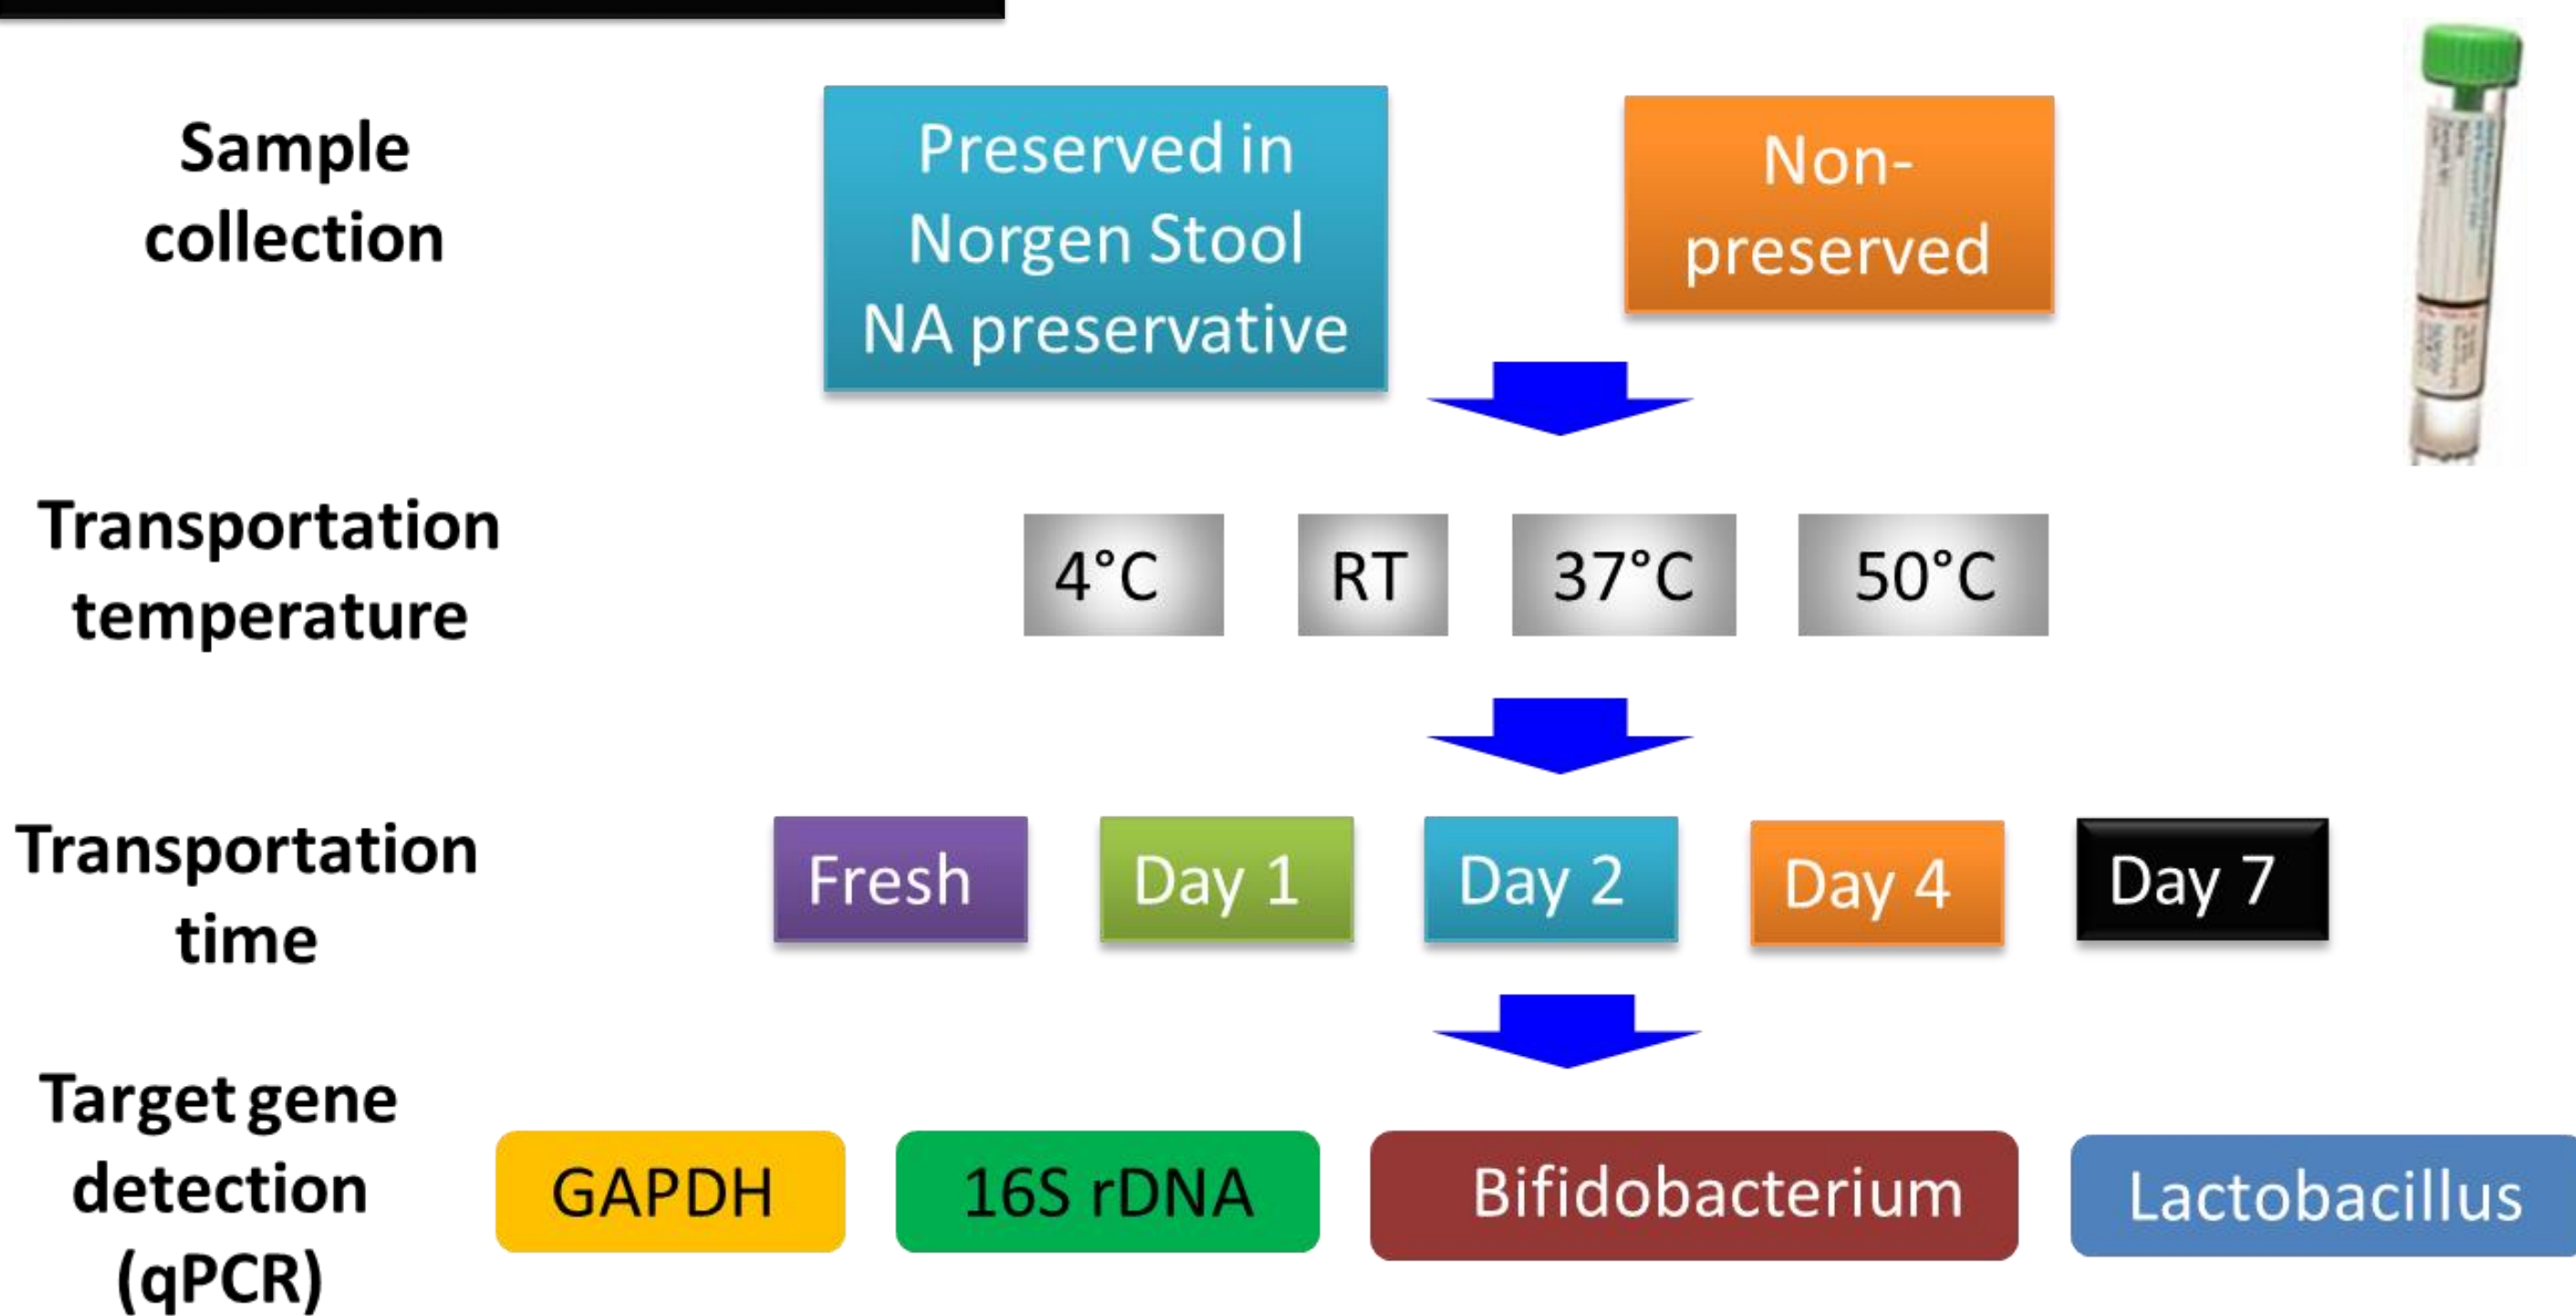 Sample
collection
Preserved in
Norgen Stool
NA preservative
Non-
preserved
Transportation
temperature
4°C
RT
37°C
50°C
Transportation
time
Fresh
Day 1
Day 2
Day 4
Day 7
Target gene
detection
(qPCR)
GAPDH
16S rDNA
Bifidobacterium
Lactobacillus